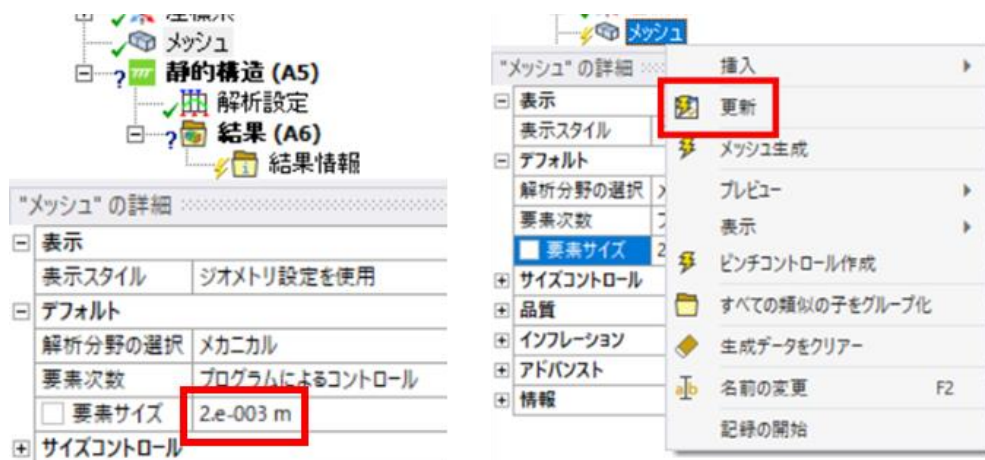 メッシュ
静的構造 (A5)
解析設定
結果 (A6)
結果情報
"メッシュ" の詳細
表示
表示スタイル ジオメトリ設定を使用
デフォルト
解析分野の選択 メカニカル
要素次数 プログラムによるコントロール
要素サイズ 2.e-003 m
サイズコントロール
メッシュ
"メッシュ" の詳細
表示
表示スタイル
デフォルト
解析分野の選択
要素次数
要素サイズ 2
サイズコントロール
品質
インフレーション
アドバンスト
情報
挿入
更新
メッシュ生成
プレビュー
表示
ピンチコントロール作成
すべての類似の子をグループ化
生成データをクリアー
名前の変更 F2
記録の開始